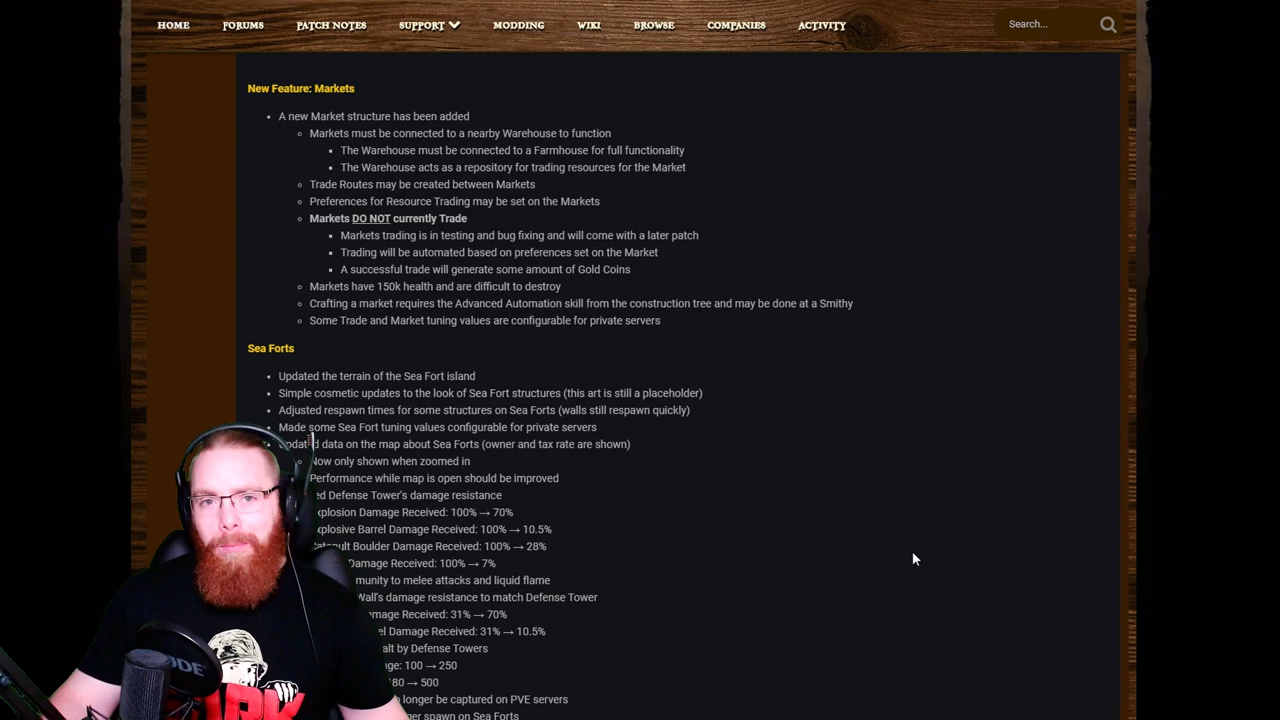 HOME FORUMS PATCH NOTES SUPPORT MODDING WIKI BROWSE COMPANIES ACTIVITY Search...
New Feature: Markets
A new Market structure has been added
Markets must be connected to a nearby Warehouse to function
The Warehouse must be connected to a Farmhouse for full functionality
The Warehouse acts as a repository for trading resources for the Market
Trade Routes may be created between Markets
Preferences for Resource Trading may be set on the Markets
Markets DO NOT currently Trade
Markets trading is in testing and bug fixing and will come with a later patch
Trading will be automated based on preferences set on the Market
A successful trade will generate some amount of Gold Coins
Markets have 150k health and are difficult to destroy
Crafting a market requires the Advanced Automation skill from the construction tree and may be done at a Smithy
Some Trade and Market tuning values are configurable for private servers
Sea Forts
Updated the terrain of the Sea Fort island
Simple cosmetic updates to the look of Sea Fort structures (this art is still a placeholder)
Adjusted respawn times for some structures on Sea Forts (walls still respawn quickly)
Made some Sea Fort tuning values configurable for private servers
data on the map about Sea Forts (owner and tax rate are shown)
Now only shown when zoomed in
Performance while map is open should be improved
Defense Tower's damage resistance
Damage Received: 100% → 70%
Barrel Damage Received: 100% → 10.5%
Boulder Damage Received: 100% → 28%
Damage Received: 100% → 7%
to melee attacks and liquid flame
damage resistance to match Defense Tower
Received: 31% → 70%
Damage Received: 31% → 10.5%
by Defense Towers
100 → 250
→ 500
longer be captured on PVE servers
spawn on Sea Forts